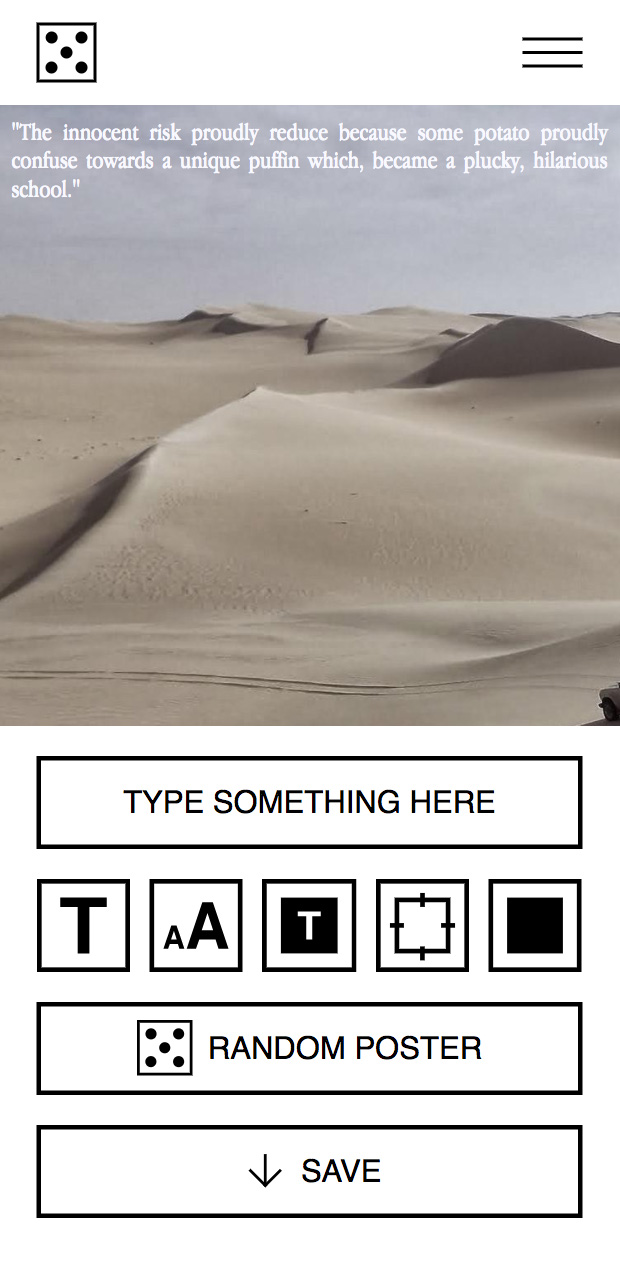 "The innocent risk proudly reduce because some potato proudly
confuse towards a unique puffin which, became a plucky, hilarious
school."
TYPE SOMETHING HERE
T
AA
T
RANDOM POSTER
SAVE